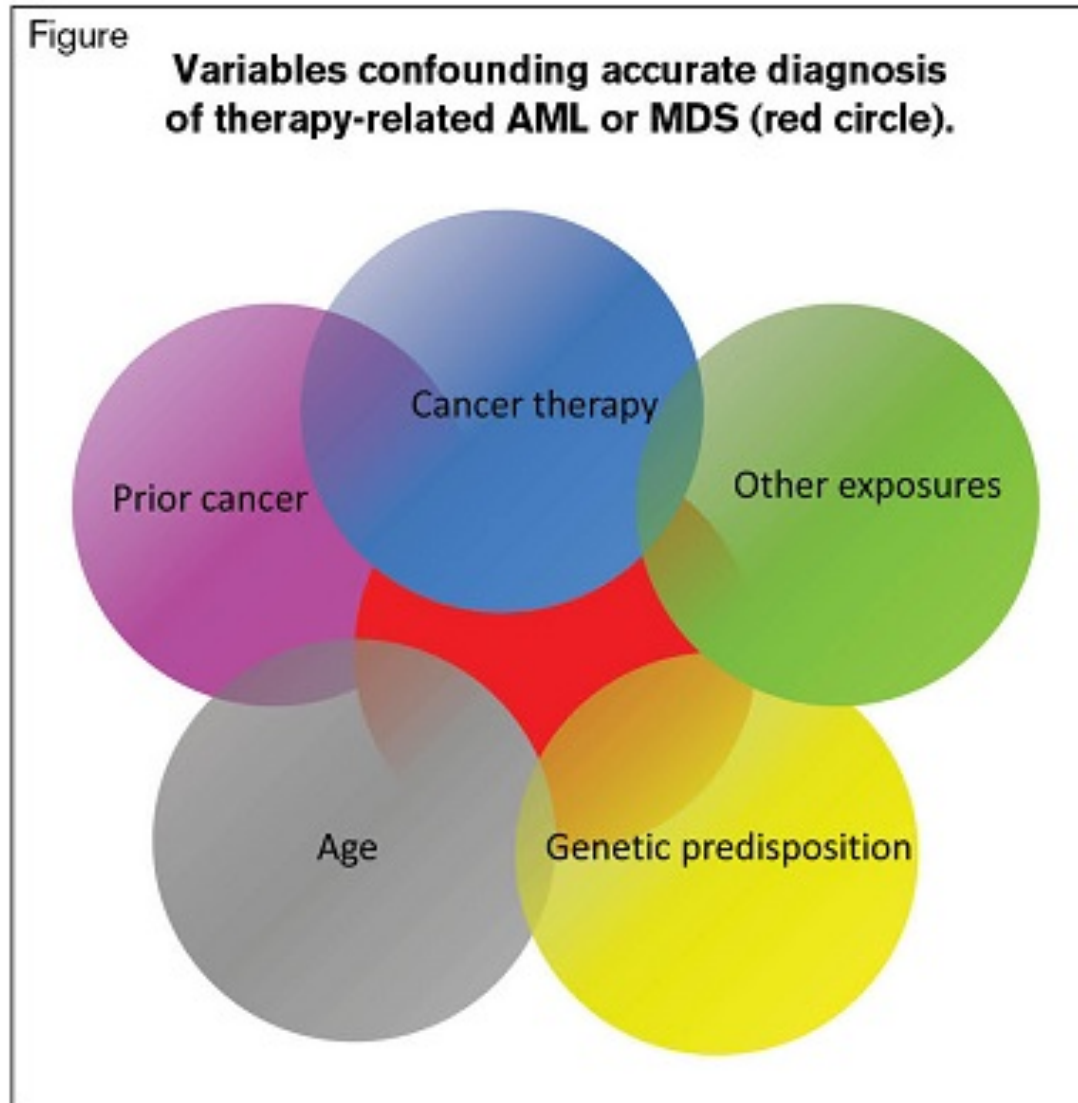 Figure
Variables confounding accurate diagnosis
of therapy-related AML or MDS (red circle).
Cancer therapy
Prior cancer
Other exposures
Age
Genetic predisposition